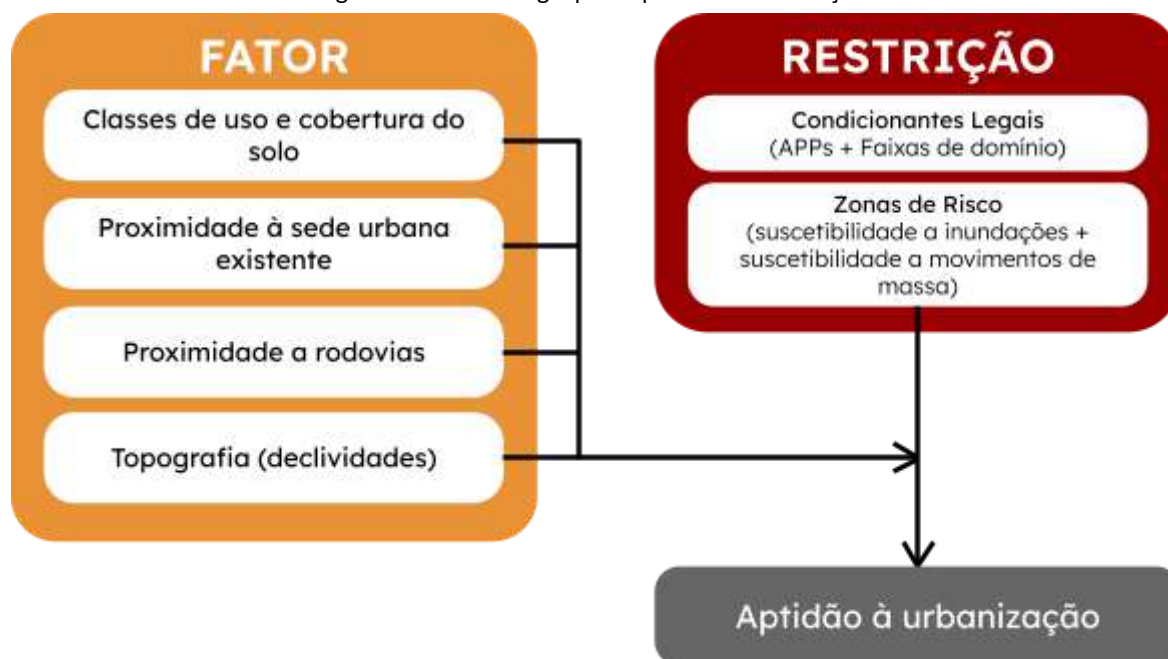 FATOR
Classes de uso e cobertura do
solo
Proximidade à sede urbana
existente
Proximidade a rodovias
Topografia (declividades)
RESTRIÇÃO
Condicionantes Legais
(APPs + Faixas de domínio)
Zonas de Risco
(suscetibilidade a inundações +
suscetibilidade a movimentos de
massa)
Aptidão à urbanização